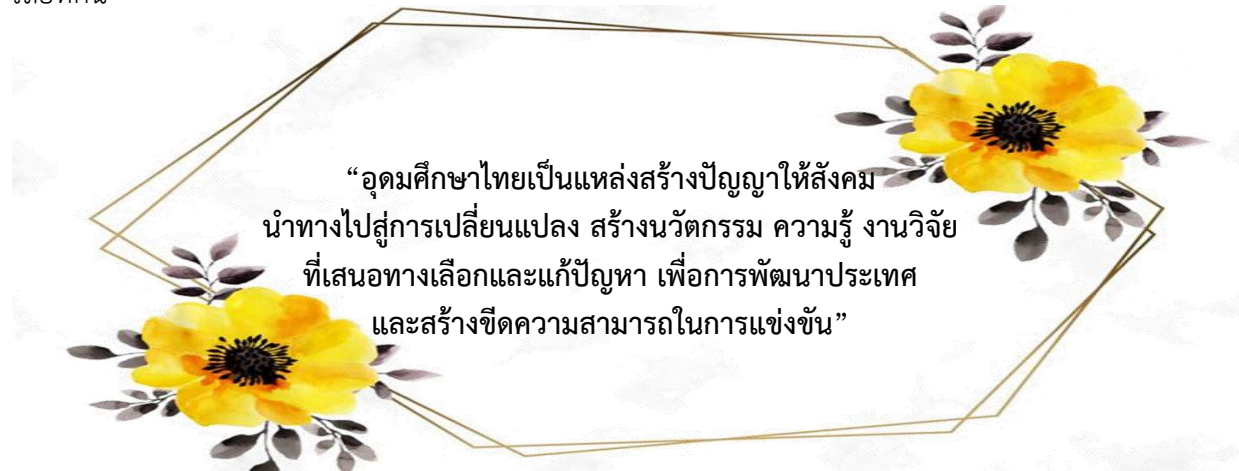 “อุดมศึกษาไทยเป็นแหล่งสร้างปัญญาให้สังคม
นำทางไปสู่การเปลี่ยนแปลง สร้างนวัตกรรม ความรู้ งานวิจัย
ที่เสนอทางเลือกและแก้ปัญหา เพื่อการพัฒนาประเทศ
และสร้างขีดความสามารถในการแข่งขัน”